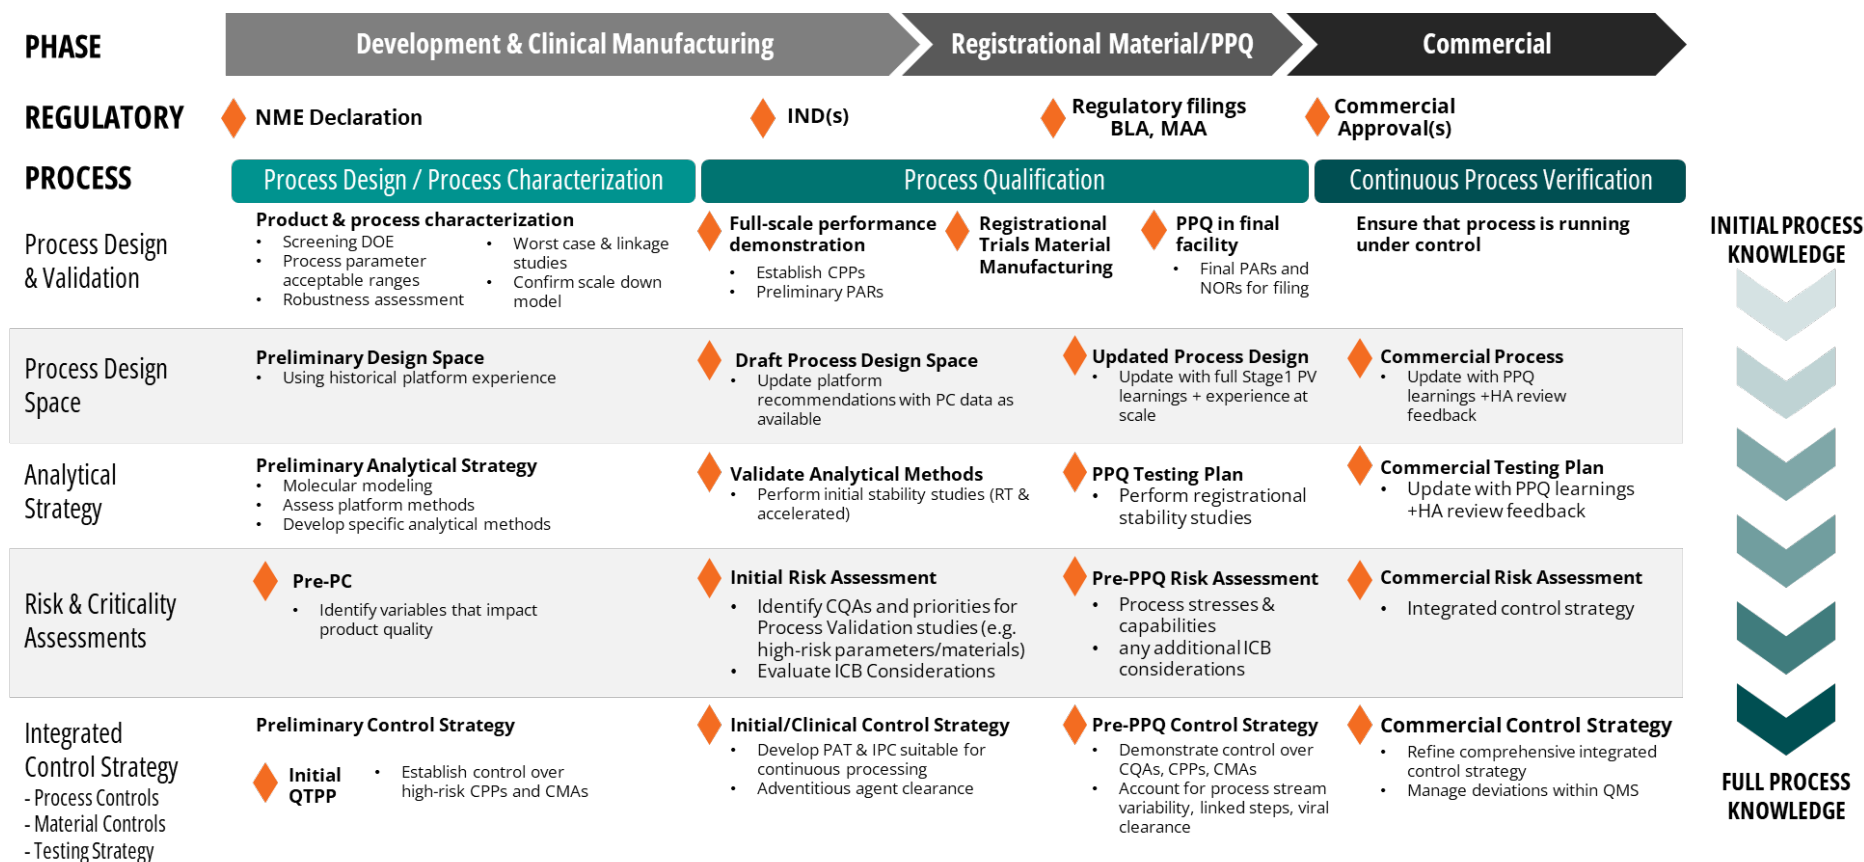 PHASE
Development & Clinical Manufacturing
Registrational Material/PPQ
Commercial
REGULATORY
NME Declaration
IND(s)
Regulatory filings
BLA, MAA
Commercial
Approval(s)
PROCESS
Process Design / Process Characterization
Process Qualification
Continuous Process Verification
Process Design
& Validation
Product & process characterization
• Screening DOE
• Process parameter
acceptable ranges
• Robustness assessment
• Worst case & linkage
studies
• Confirm scale down
model
Full-scale performance
demonstration
• Establish CPPs
• Preliminary PARs
Registrational
Trials Material
Manufacturing
PPQ in final
facility
• Final PARs and
NORs for filing
Ensure that process is running
under control
INITIAL PROCESS
KNOWLEDGE
Process Design
Space
Preliminary Design Space
• Using historical platform experience
Draft Process Design Space
• Update platform
recommendations with PC data as
available
Updated Process Design
• Update with full Stage1 PV
learnings + experience at
scale
Commercial Process
• Update with PPQ
learnings +HA review
feedback
Analytical
Strategy
Preliminary Analytical Strategy
• Molecular modeling
• Assess platform methods
• Develop specific analytical methods
Validate Analytical Methods
• Perform initial stability studies (RT &
accelerated)
PPQ Testing Plan
• Perform registrational
stability studies
Commercial Testing Plan
• Update with PPQ learnings
+HA review feedback
Risk & Criticality
Assessments
Pre-PC
• Identify variables that impact
product quality
Initial Risk Assessment
• Identify CQAs and priorities for
Process Validation studies (e.g.
high-risk parameters/materials)
• Evaluate ICB Considerations
Pre-PPQ Risk Assessment
• Process stresses &
capabilities
• any additional ICB
considerations
Commercial Risk Assessment
• Integrated control strategy
Integrated
Control Strategy
- Process Controls
- Material Controls
- Testing Strategy
Preliminary Control Strategy
Initial
QTPP
• Establish control over
high-risk CPPs and CMAs
Initial/Clinical Control Strategy
• Develop PAT & IPC suitable for
continuous processing
• Adventitious agent clearance
Pre-PPQ Control Strategy
• Demonstrate control over
CQAs, CPPs, CMAs
• Account for process stream
variability, linked steps, viral
clearance
Commercial Control Strategy
• Refine comprehensive integrated
control strategy
• Manage deviations within QMS
FULL PROCESS
KNOWLEDGE